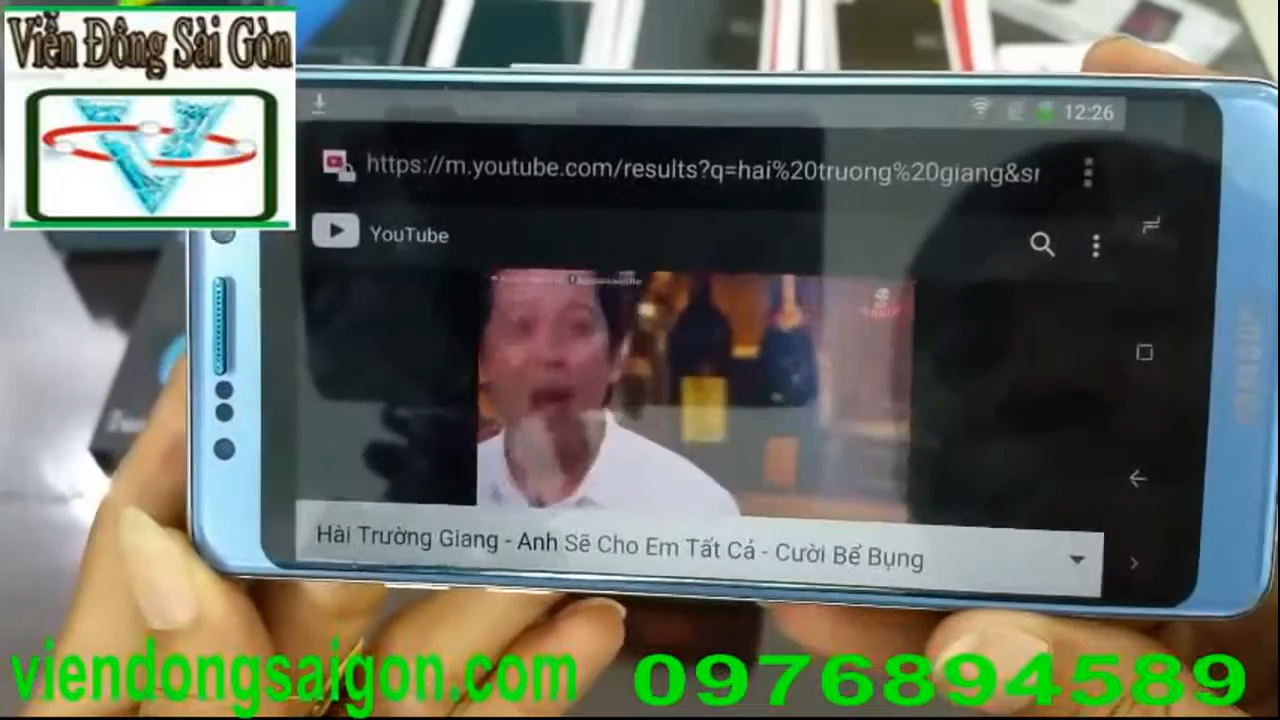 Viễn Đông Sài Gòn
12:26
https://m.youtube.com/results?q=hai%20truong%20giang&sr
YouTube
SAMSUNG
Hài Trường Giang - Anh Sẽ Cho Em Tất Cả - Cười Bể Bụng
viendongsaigon.com 0976894589